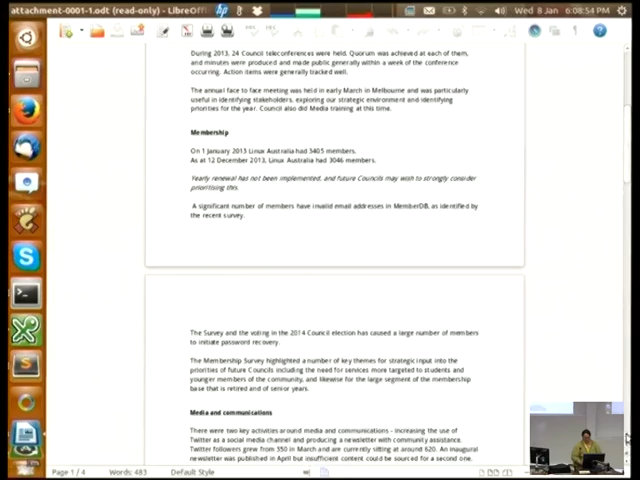 attachment-0001-1.odt (read-only) - LibreOffi
Wed 8 Jan 6:08:54 PM
During 2013, 24 Council teleconferences were held. Quorum was achieved at each of them,
and minutes were produced and made public generally within a week of the conference
occurring. Action items were generally tracked well.
The annual face to face meeting was held in early March in Melbourne and was particularly
useful in identifying stakeholders, exploring our strategic environment and identifying
priorities for the year. Council also did Media training at this time.
Membership
On 1 January 2013 Linux Australia had 3405 members.
As at 12 December 2013, Linux Australia had 3046 members.
Yearly renewal has not been implemented, and future Councils may wish to strongly consider
prioritising this.
A significant number of members have invalid email addresses in MemberDB, as identified by
the recent survey.
The Survey and the voting in the 2014 Council election has caused a large number of members
to initiate password recovery.
The Membership Survey highlighted a number of key themes for strategic input into the
priorities of future Councils including the need for services more targeted to students and
younger members of the community, and likewise for the large segment of the membership
base that is retired and of senior years.
Media and communications
There were two key activities around media and communications - increasing the use of
Twitter as a social media channel and producing a newsletter with community assistance.
Twitter followers grew from 550 in March and are currently sitting at around 620. An inaugural
newsletter was published in April but insufficient content could be sourced for a second one.
Page 1 / 4 Words: 483 Default Style